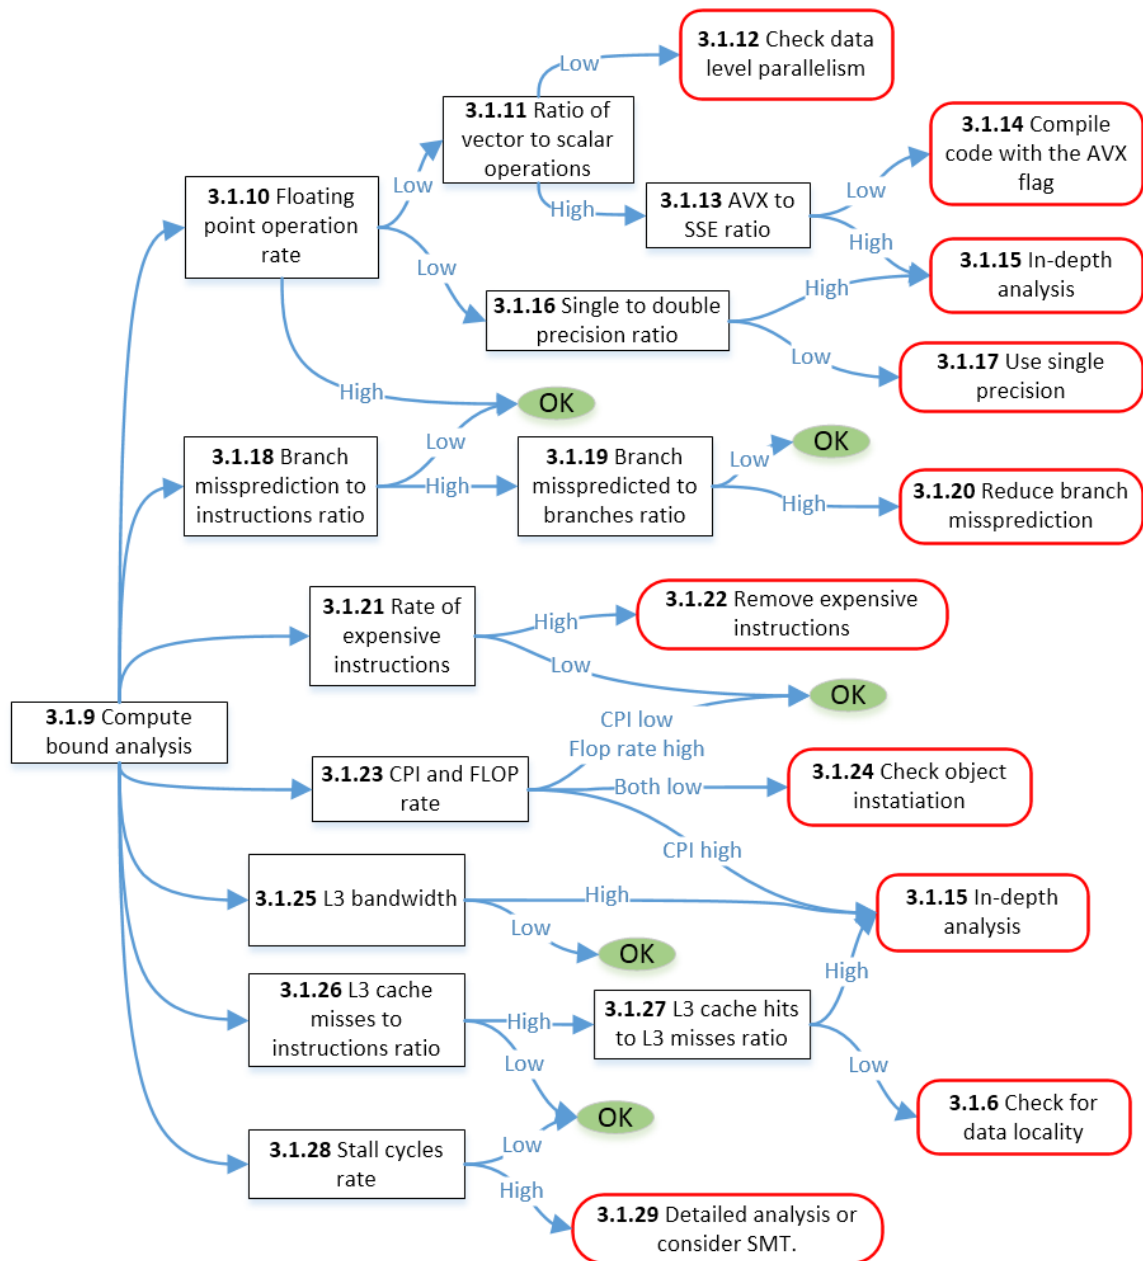 3.1.12 Check data
level parallelism
Low
3.1.11 Ratio of
vector to scalar
operations
3.1.14 Compile
code with the AVX
flag
3.1.10 Floating
point operation
rate
Low
High
3.1.13 AVX to
SSE ratio
Low
High
Low
3.1.16 Single to double
precision ratio
High
3.1.15 In-depth
analysis
Low
3.1.17 Use single
precision
High
OK
3.1.18 Branch
missprediction to
instructions ratio
Low
High
3.1.19 Branch
misspredicted to
branches ratio
Low
OK
High
3.1.20 Reduce branch
missprediction
3.1.21 Rate of
expensive
instructions
High
3.1.22 Remove expensive
instructions
Low
OK
3.1.9 Compute
bound analysis
CPI low
Flop rate high
3.1.23 CPI and FLOP
rate
Both low
3.1.24 Check object
instatiation
CPI high
3.1.25 L3 bandwidth
High
3.1.15 In-depth
analysis
Low
OK
3.1.26 L3 cache
misses to
instructions ratio
High
3.1.27 L3 cache hits
to L3 misses ratio
High
Low
Low
3.1.6 Check for
data locality
OK
3.1.28 Stall cycles
rate
Low
High
3.1.29 Detailed analysis or
consider SMT.